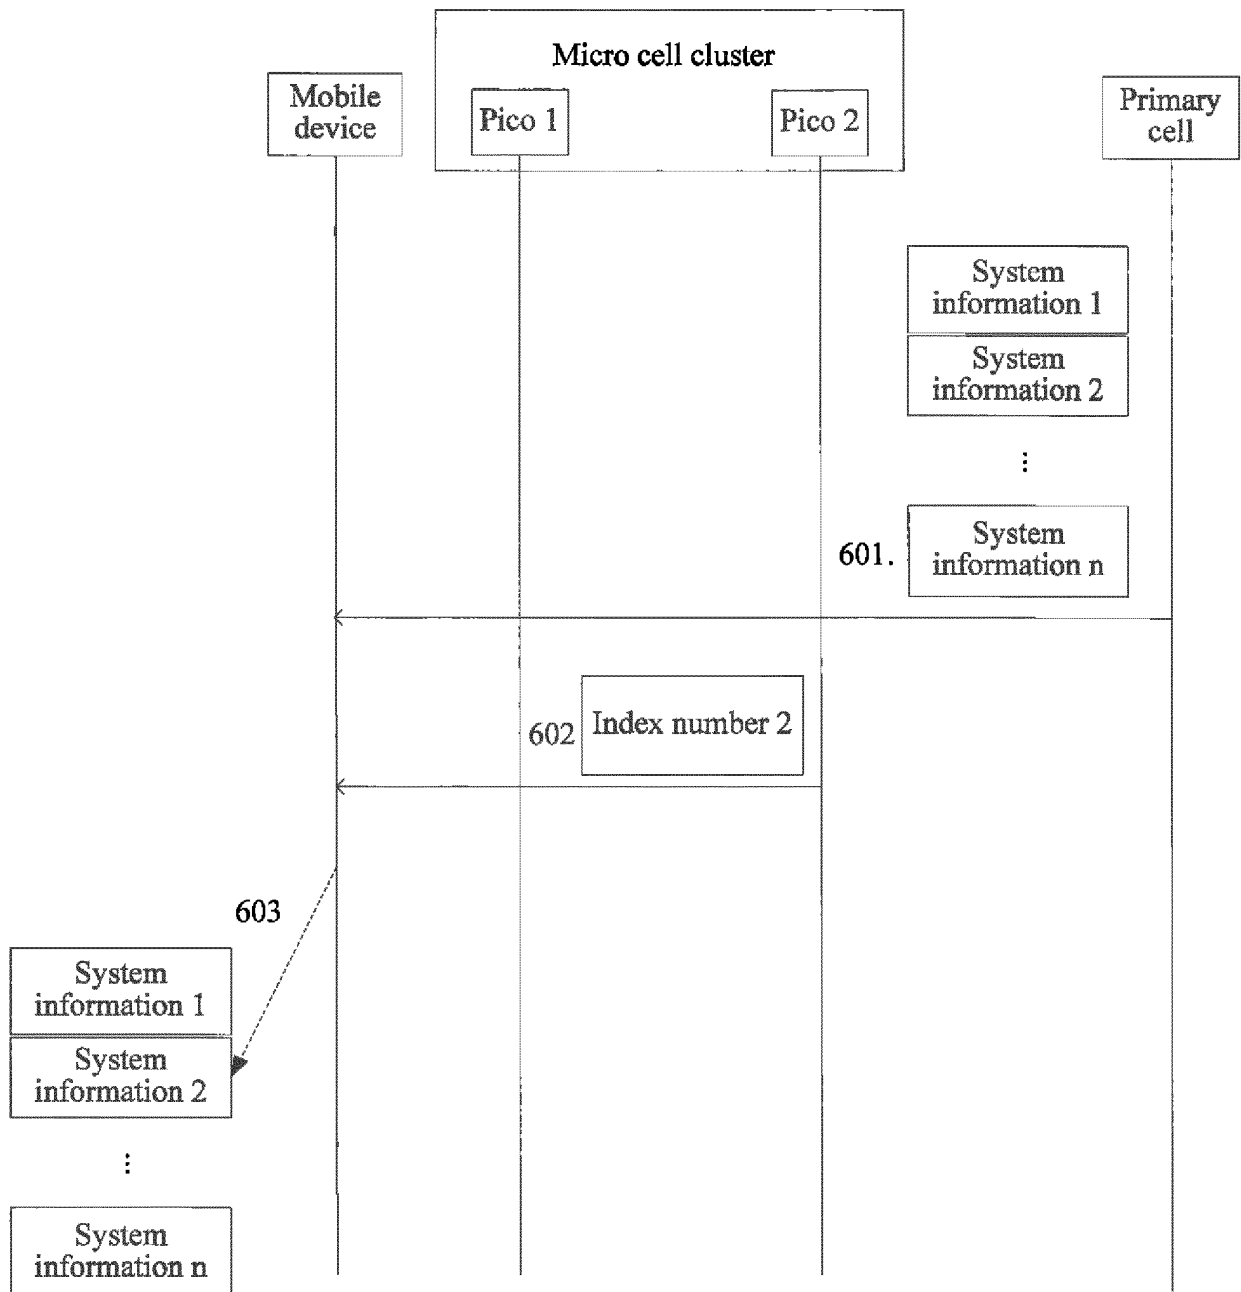 Micro cell cluster
Mobile
device
Pico 1
Pico 2
Primary
cell
System
information 1
System
information 2
...
System
information n
601.
602
Index number 2
603
System
information 1
System
information 2
...
System
information n